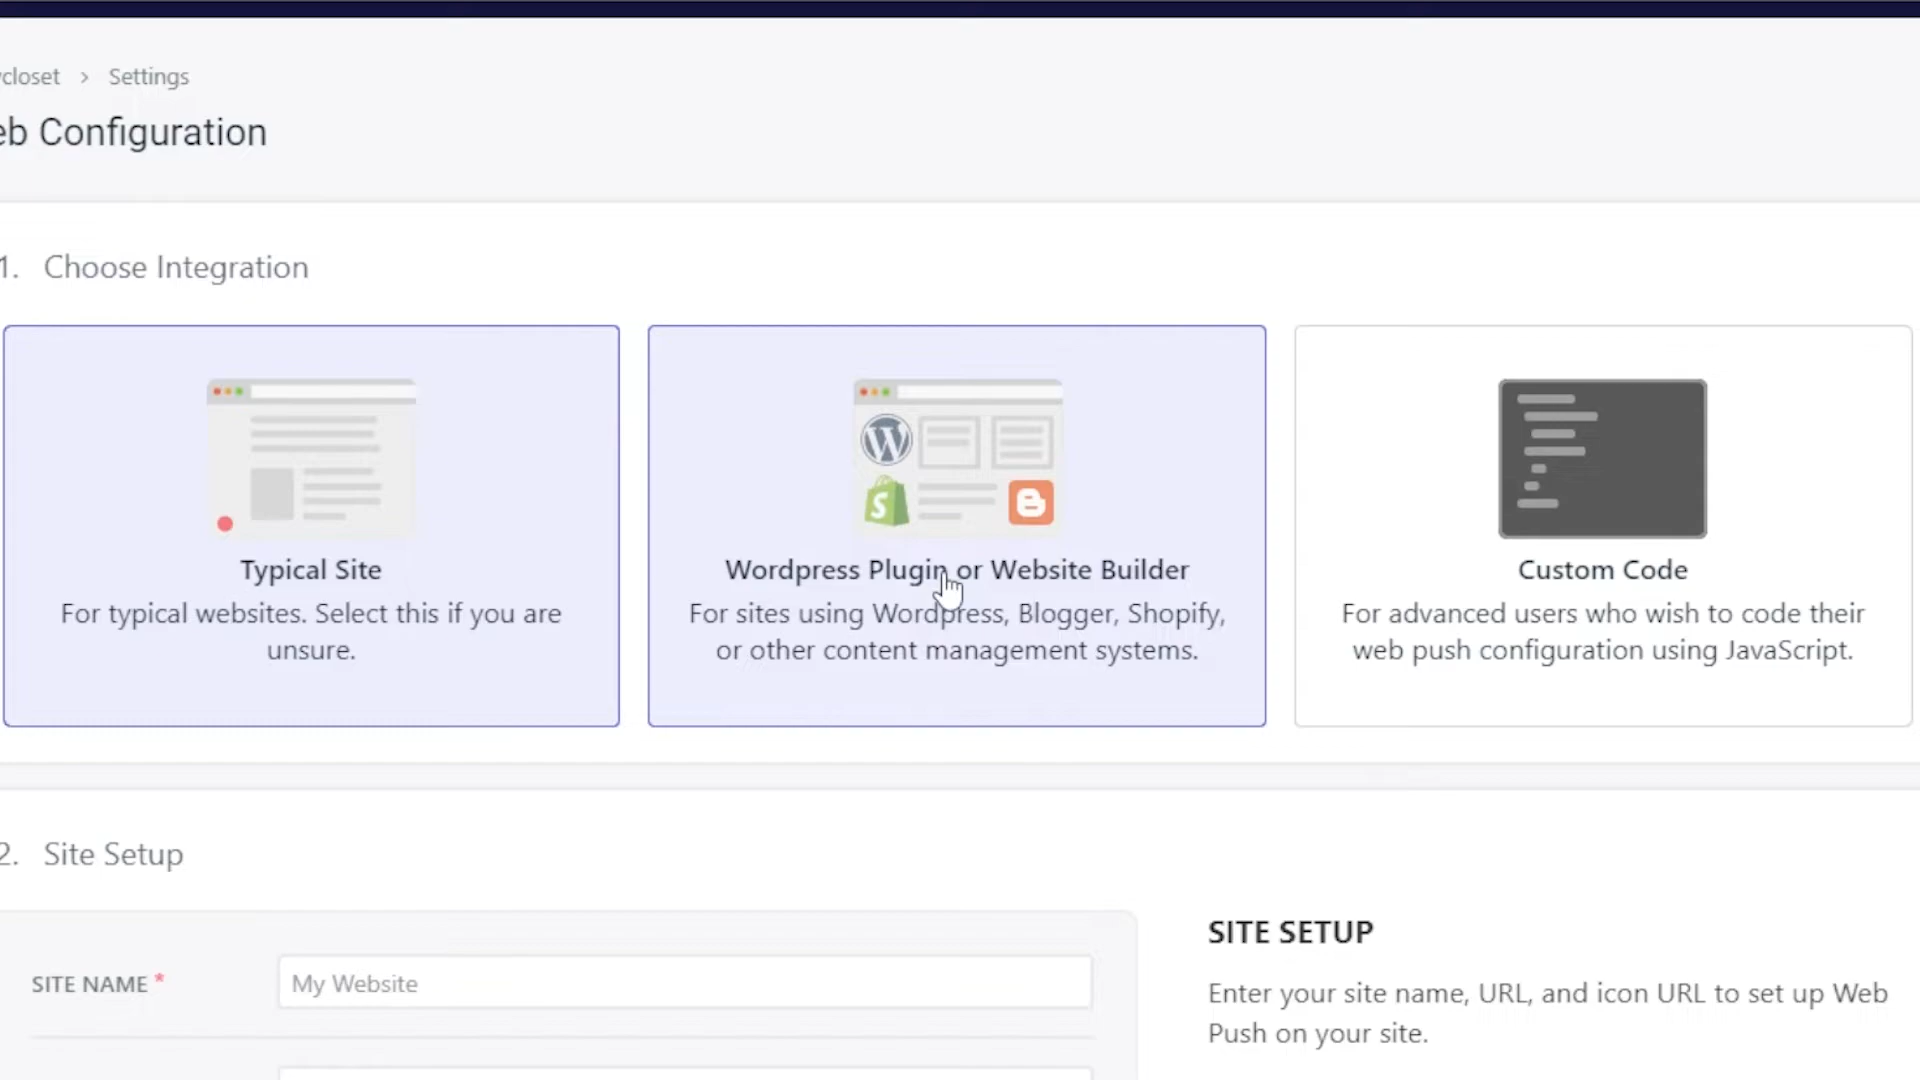 closet > Settings
eb Configuration
1. Choose Integration
Typical Site
For typical websites. Select this if you are
unsure.
Wordpress Plugin or Website Builder
For sites using Wordpress, Blogger, Shopify,
or other content management systems.
Custom Code
For advanced users who wish to code their
web push configuration using JavaScript.
2. Site Setup
SITE NAME *
My Website
SITE SETUP
Enter your site name, URL, and icon URL to set up Web
Push on your site.